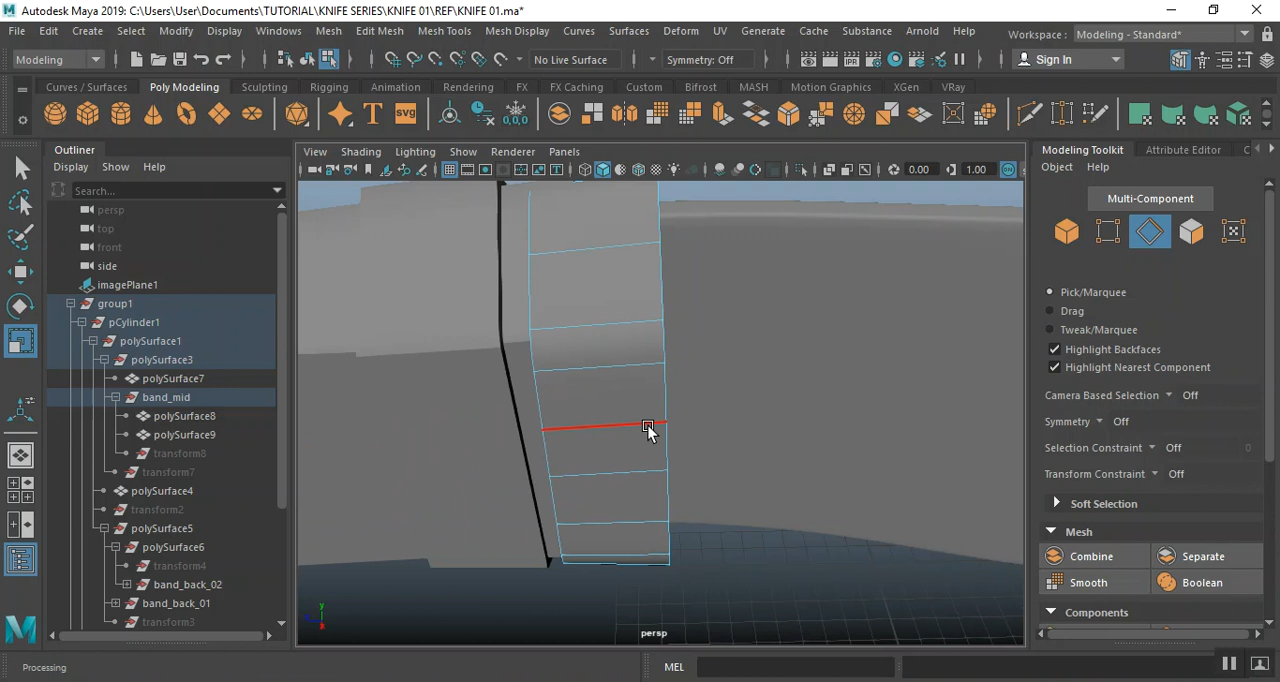 Autodesk Maya 2019: C:\Users\User\Documents\TUTORIAL\KNIFE SERIES\KNIFE 01\REF\KNIFE 01.ma*
File Edit Create Select Modify Display Windows Mesh Edit Mesh Mesh Tools Mesh Display Curves Surfaces Deform UV Generate Cache Substance Arnold Help Workspace : Modeling - Standard*
Modeling No Live Surface Symmetry: Off Sign In
Curves / Surfaces Poly Modeling Sculpting Rigging Animation Rendering FX FX Caching Custom Bifrost MASH Motion Graphics XGen VRay
T SVG 0,0,0
Outliner
Display Show Help
Search...
persp
top
front
side
imagePlane1
group1
pCylinder1
polySurface1
polySurface3
polySurface7
band_mid
polySurface8
polySurface9
transform8
transform7
polySurface4
transform2
polySurface5
polySurface6
transform4
band_back_02
band_back_01
transform3
View Shading Lighting Show Renderer Panels
0.00 1.00
y
persp
Modeling Toolkit Attribute Editor C
Object Help
Multi-Component
Pick/Marquee
Drag
Tweak/Marquee
Highlight Backfaces
Highlight Nearest Component
Camera Based Selection Off
Symmetry Off
Selection Constraint Off 0
Transform Constraint Off
Soft Selection
Mesh
Combine Separate
Smooth Boolean
Components
Processing MEL